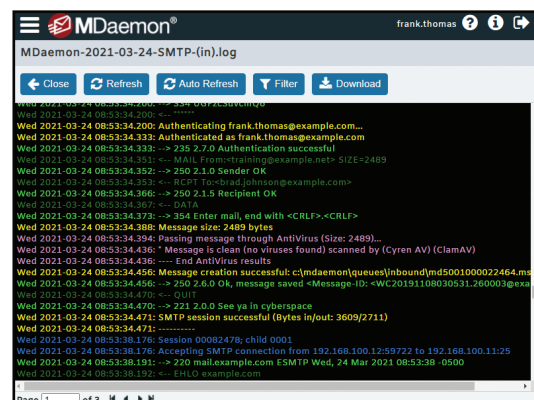 MDaemon®
frank.thomas
MDaemon-2021-03-24-SMTP-(in).log
Close Refresh Auto Refresh Filter Download
Wed 2021-03-24 08:53:34.200: --> 334
Wed 2021-03-24 08:53:34.200: <-- ******
Wed 2021-03-24 08:53:34.200: Authenticating frank.thomas@example.com...
Wed 2021-03-24 08:53:34.333: Authenticated as frank.thomas@example.com
Wed 2021-03-24 08:53:34.333: --> 235 2.7.0 Authentication successful
Wed 2021-03-24 08:53:34.351: <-- MAIL From:<training@example.net> SIZE=2489
Wed 2021-03-24 08:53:34.352: --> 250 2.1.0 Sender OK
Wed 2021-03-24 08:53:34.353: <-- RCPT To:<brad.johnson@example.com>
Wed 2021-03-24 08:53:34.366: --> 250 2.1.5 Recipient OK
Wed 2021-03-24 08:53:34.367: <-- DATA
Wed 2021-03-24 08:53:34.373: --> 354 Enter mail, end with <CRLF>.<CRLF>
Wed 2021-03-24 08:53:34.388: Message size: 2489 bytes
Wed 2021-03-24 08:53:34.394: Passing message through AntiVirus (Size: 2489)...
Wed 2021-03-24 08:53:34.436: * Message is clean (no viruses found) scanned by (Cyren AV) (ClamAV)
Wed 2021-03-24 08:53:34.436: ---- End AntiVirus results
Wed 2021-03-24 08:53:34.456: Message creation successful: c:\mdaemon\queues\inbound\md5001000022464.ms
Wed 2021-03-24 08:53:34.456: --> 250 2.6.0 Ok, message saved <Message-ID: <WC20191108030531.260003@exa
Wed 2021-03-24 08:53:34.470: <-- QUIT
Wed 2021-03-24 08:53:34.470: --> 221 2.0.0 See ya in cyberspace
Wed 2021-03-24 08:53:34.471: SMTP session successful (Bytes in/out: 3609/2711)
Wed 2021-03-24 08:53:34.471: ----------
Wed 2021-03-24 08:53:38.176: Session 00082478; child 0001
Wed 2021-03-24 08:53:38.176: Accepting SMTP connection from 192.168.100.12:59722 to 192.168.100.11:25
Wed 2021-03-24 08:53:38.191: --> 220 mail.example.com ESMTP Wed, 24 Mar 2021 08:53:38 -0500
Wed 2021-03-24 08:53:38.192: <-- EHLO example.com
Page 1 of 3